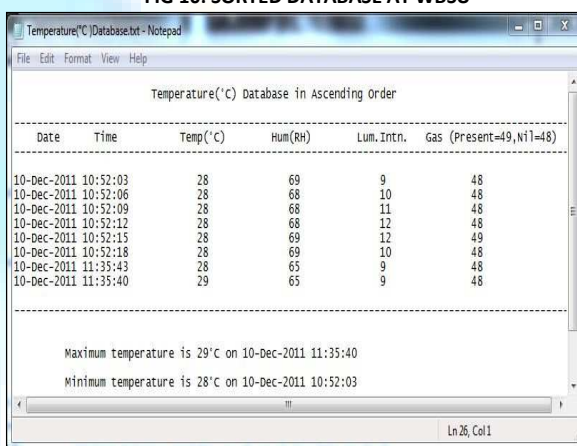 FIG 10: SORTED DATABASE AT WBSU
Temperature('C )Database.txt - Notepad
File Edit Format View Help
Temperature('C) Database in Ascending Order
Date Time Temp('C) Hum(RH) Lum.Intn. Gas (Present=49,Nil=48)
10-Dec-2011 10:52:03 28 69 9 48
10-Dec-2011 10:52:06 28 68 10 48
10-Dec-2011 10:52:09 28 68 11 48
10-Dec-2011 10:52:12 28 68 12 48
10-Dec-2011 10:52:15 28 69 12 49
10-Dec-2011 10:52:18 28 69 10 48
10-Dec-2011 11:35:43 28 65 9 48
10-Dec-2011 11:35:40 29 65 9 48
Maximum temperature is 29'C on 10-Dec-2011 11:35:40
Minimum temperature is 28'C on 10-Dec-2011 10:52:03
Ln 26, Col 1